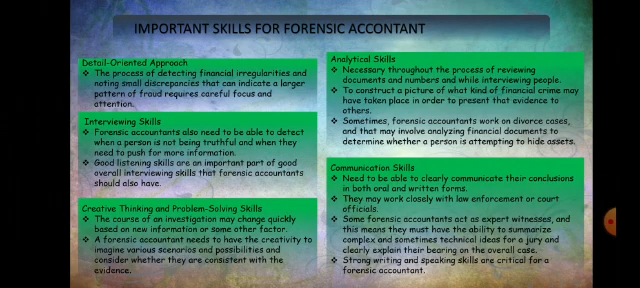 IMPORTANT SKILLS FOR FORENSIC ACCONTANT
Detail-Oriented Approach
❖ The process of detecting financial irregularities and
noting small discrepancies that can indicate a larger
pattern of fraud requires careful focus and
attention.
Interviewing Skills
❖ Forensic accountants also need to be able to detect
when a person is not being truthful and when they
need to push for more information.
❖ Good listening skills are an important part of good
overall interviewing skills that forensic accountants
should also have.
Creative Thinking and Problem-Solving Skills
❖ The course of an investigation may change quickly
based on new information or some other factor.
❖ A forensic accountant needs to have the creativity to
imagine various scenarios and possibilities and
consider whether they are consistent with the
evidence.
Analytical Skills
❖ Necessary throughout the process of reviewing
documents and numbers and while interviewing people.
❖ To construct a picture of what kind of financial crime may
have taken place in order to present that evidence to
others.
❖ Sometimes, forensic accountants work on divorce cases,
and that may involve analyzing financial documents to
determine whether a person is attempting to hide assets.
Communication Skills
❖ Need to be able to clearly communicate their conclusions
in both oral and written forms.
❖ They may work closely with law enforcement or court
officials.
❖ Some forensic accountants act as expert witnesses, and
this means they must have the ability to summarize
complex and sometimes technical ideas for a jury and
clearly explain their bearing on the overall case.
❖ Strong writing and speaking skills are critical for a
forensic accountant.